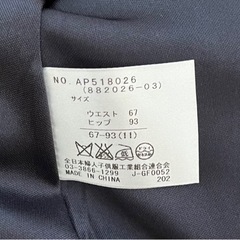 NO. AP518026
(882026-03)
サイズ
ウエスト 67
ヒップ 93
67-93(11)
全日本婦人子供服工業組合連合会
03-3866-1299 J-GF0052
MADE IN CHINA 202